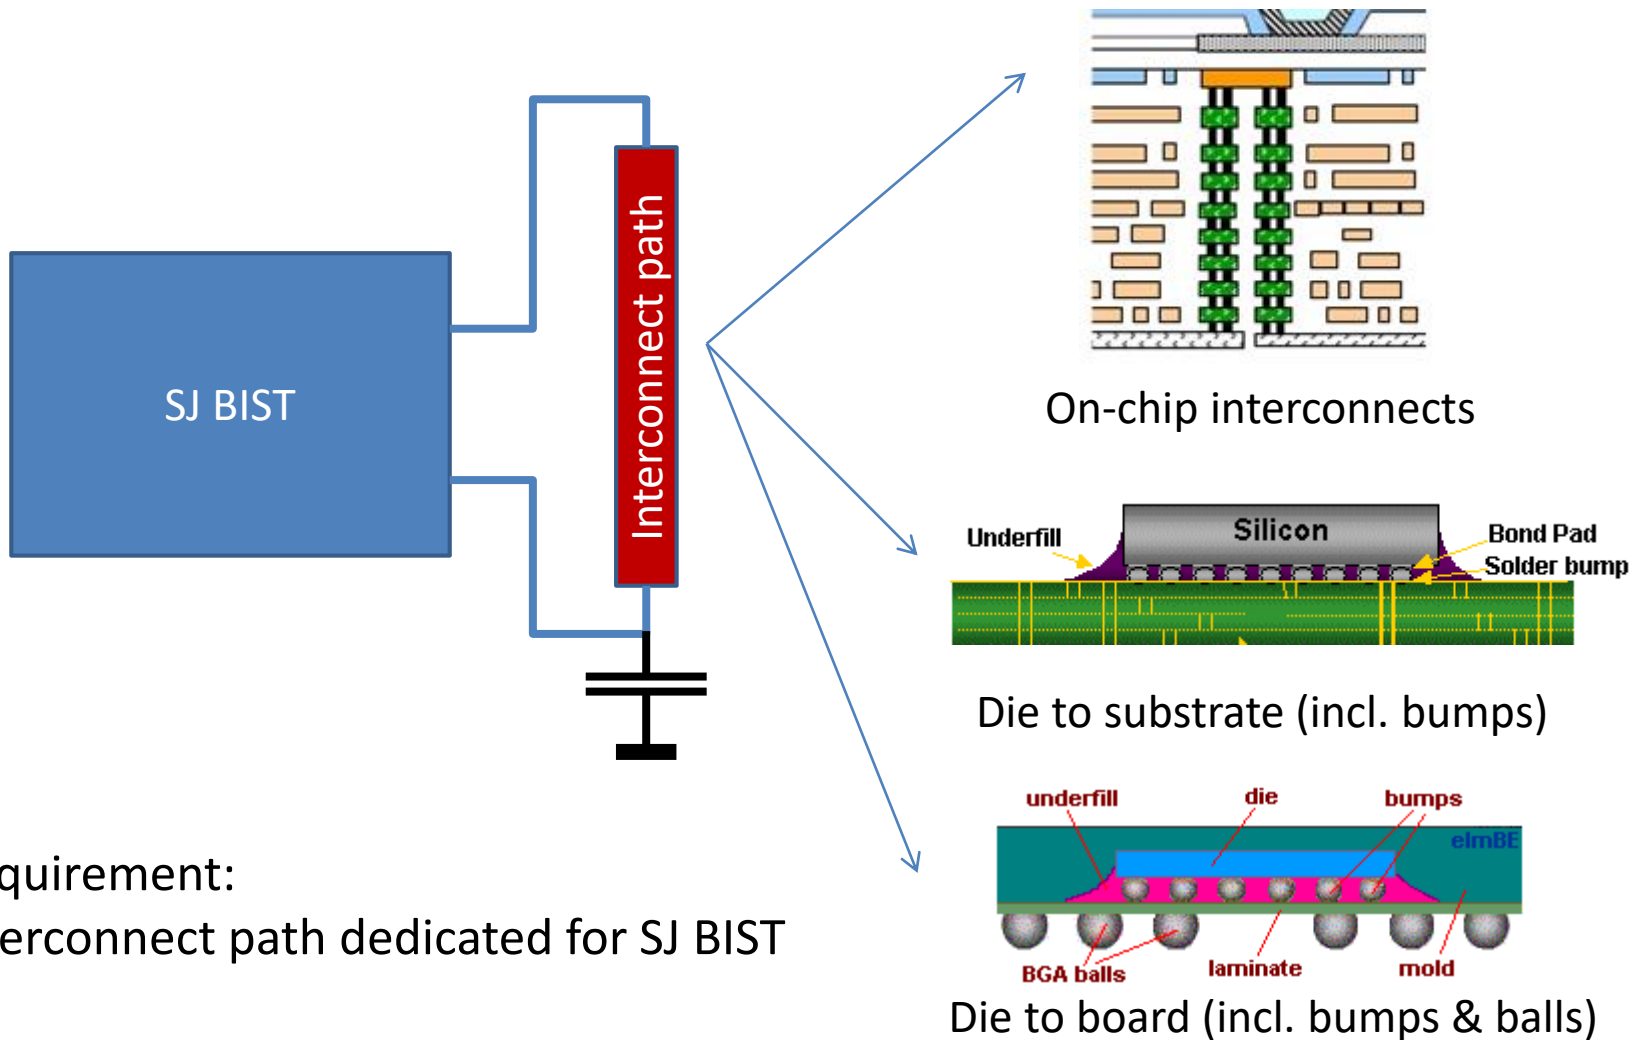 SJ BIST
Interconnect path
On-chip interconnects
Underfill
Silicon
Bond Pad
Solder bump
Die to substrate (incl. bumps)
underfill
die
bumps
elmBE
BGA balls
laminate
mold
Die to board (incl. bumps & balls)
quirement:
erconnect path dedicated for SJ BIST